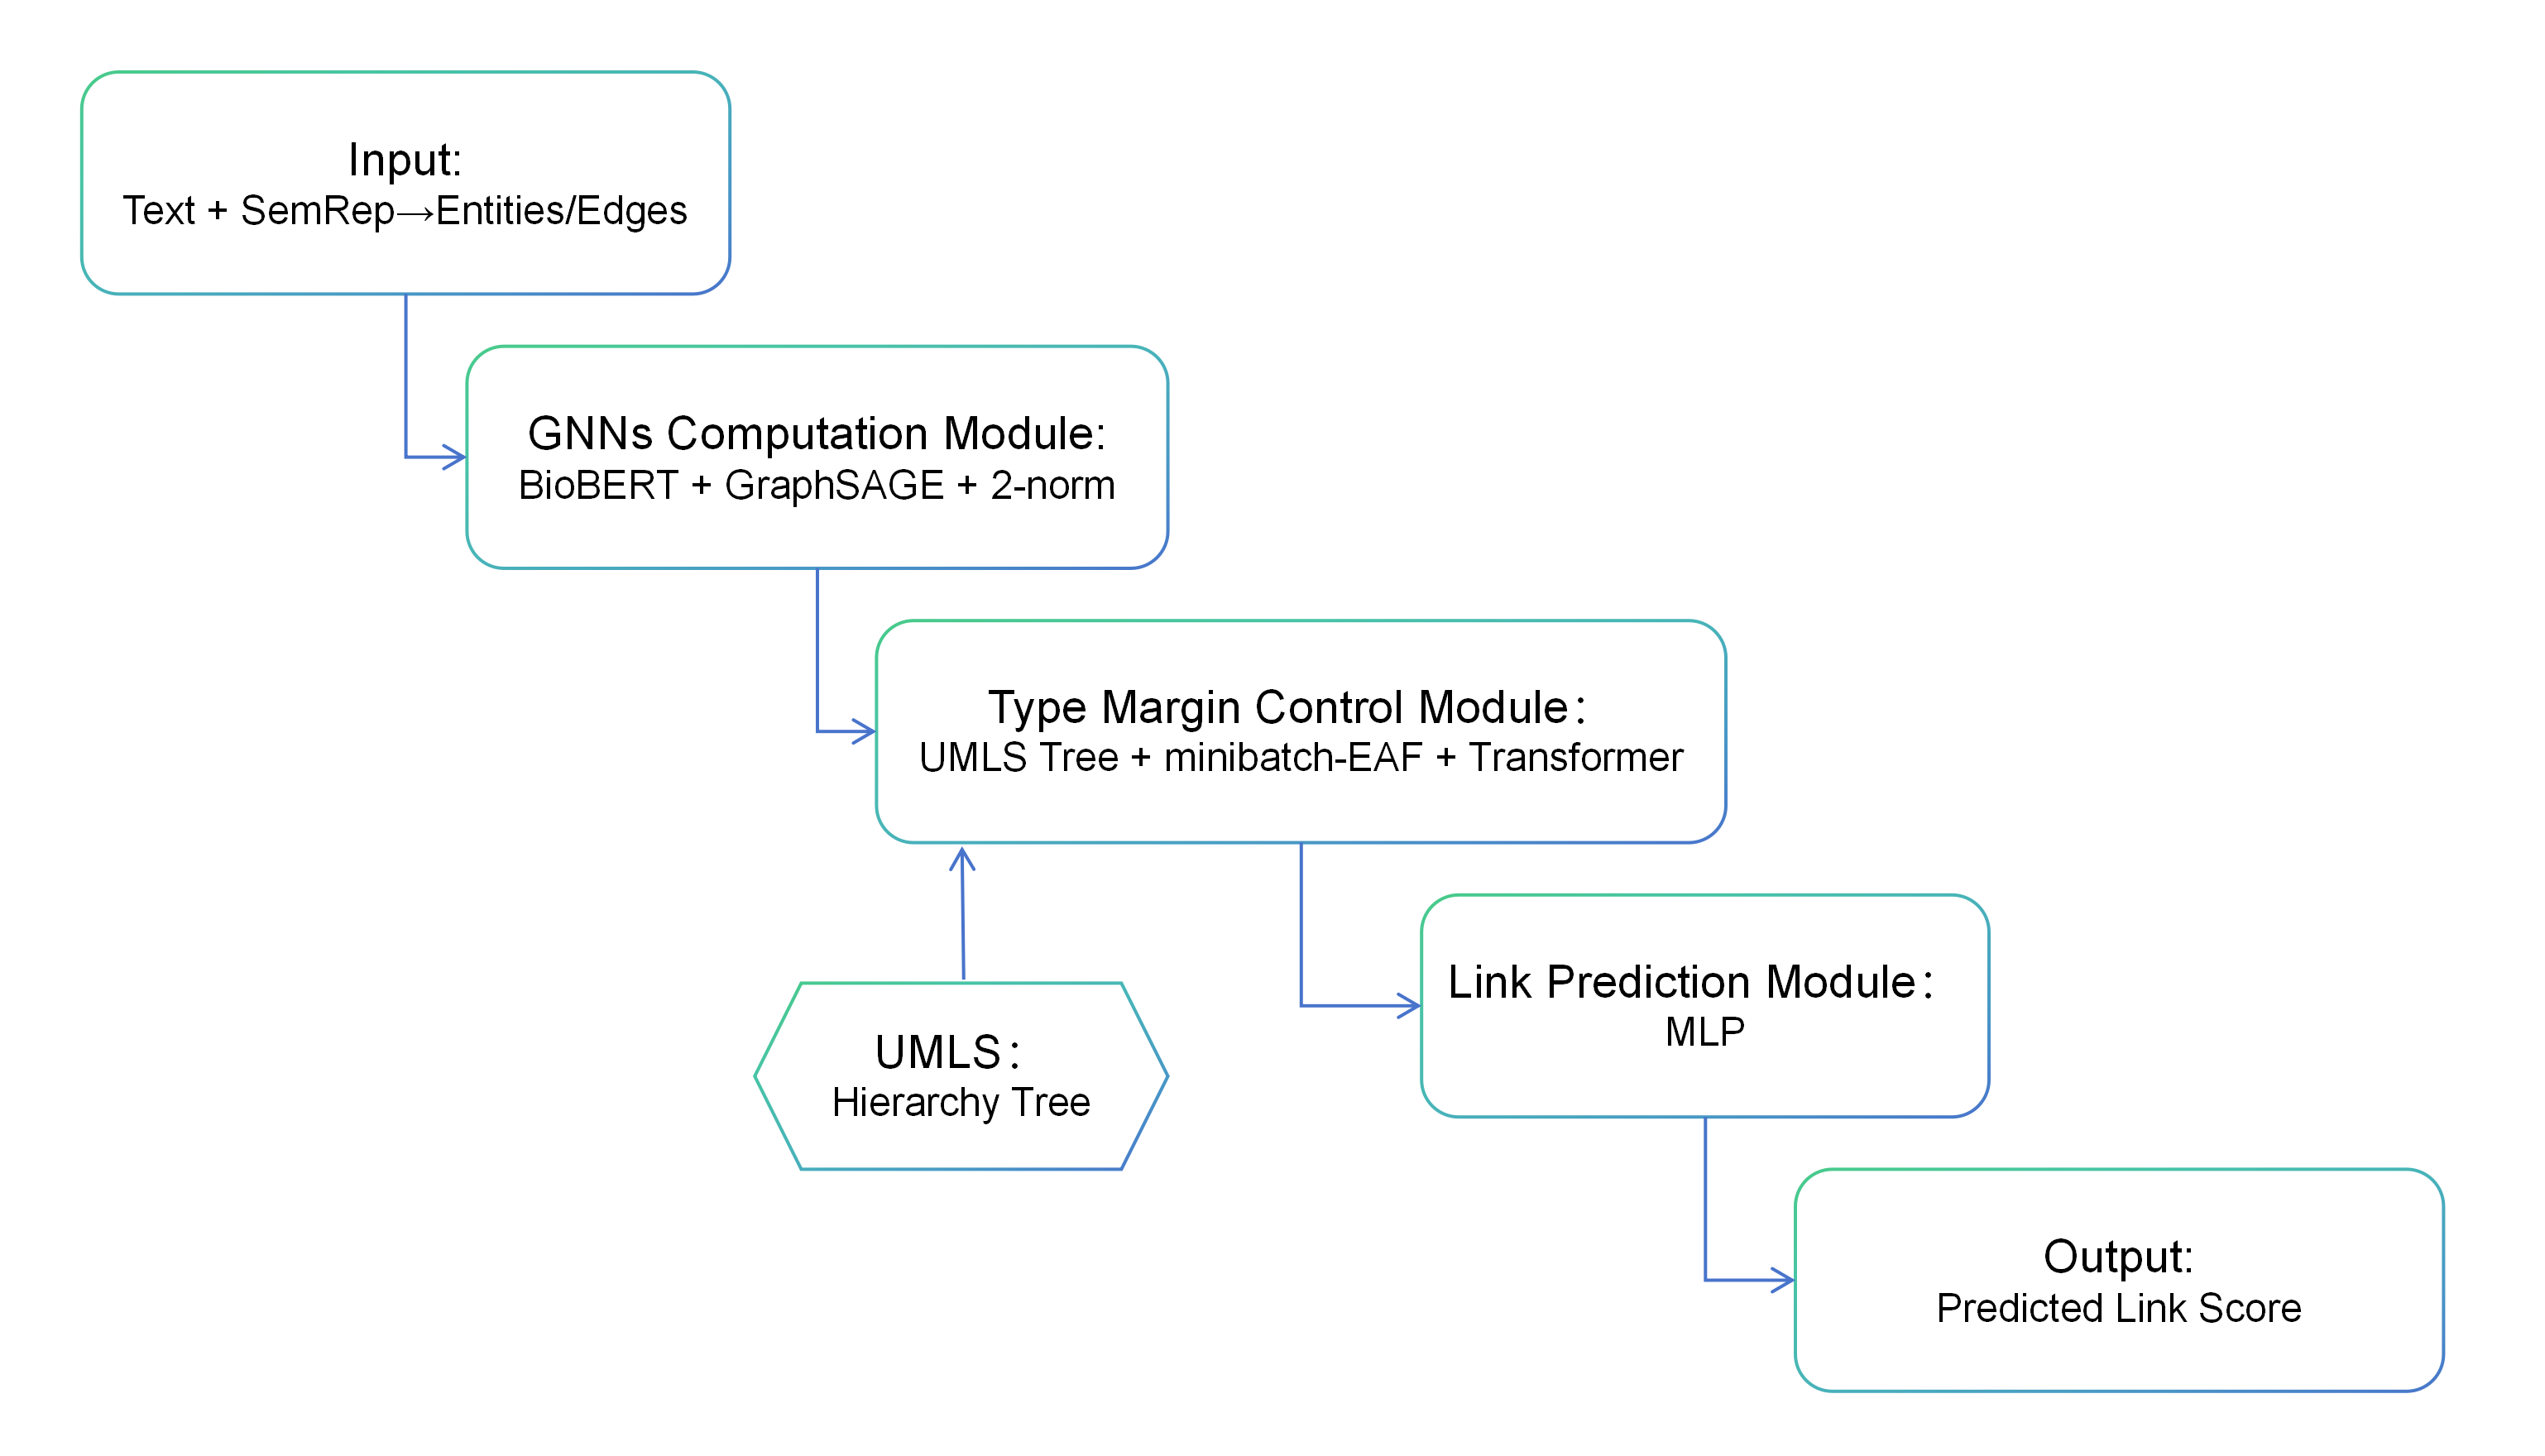 Input:
Text + SemRep→Entities/Edges
GNNs Computation Module:
BioBERT + GraphSAGE + 2-norm
Type Margin Control Module：
UMLS Tree + minibatch-EAF + Transformer
Link Prediction Module：
MLP
UMLS：
Hierarchy Tree
Output:
Predicted Link Score